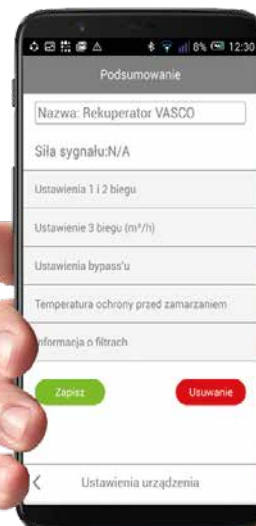 8% 12:30
Podsumowanie
Nazwa: Rekuperator VASCO
Siła sygnału:N/A
Ustawienia 1 i 2 biegu
Ustawienie 3 biegu (m³/h)
Ustawienia bypass'u
Temperatura ochrony przed zamarzaniem
Informacja o filtrach
Zapisz Usuwanie
Ustawienia urządzenia